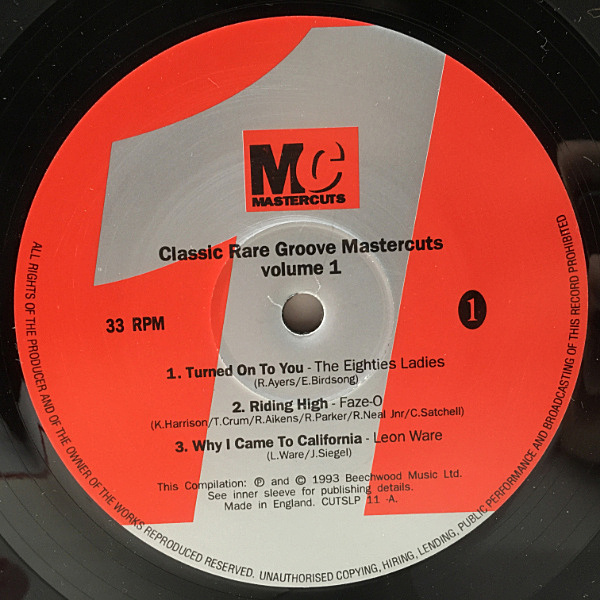 MC
MASTERCUTS
Classic Rare Groove Mastercuts
volume 1
33 RPM
1
1. Turned On To You - The Eighties Ladies
(R.Ayers/E.Birdsong)
2. Riding High - Faze-O
(K.Harrison/T.Crum/R.Aikens/R.Parker/R.Neal Jnr/C.Satchell)
3. Why I Came To California - Leon Ware
(L.Ware/J.Siegel)
This Compilation: ℗ and © 1993 Beechwood Music Ltd.
See inner sleeve for publishing details.
Made in England. CUTSLP 11 -A.
ALL RIGHTS OF THE PRODUCER AND OF THE OWNER OF THE WORKS REPRODUCED RESERVED. UNAUTHORISED COPYING, HIRING, LENDING, PUBLIC PERFORMANCE AND BROADCASTING OF THIS RECORD PROHIBITED